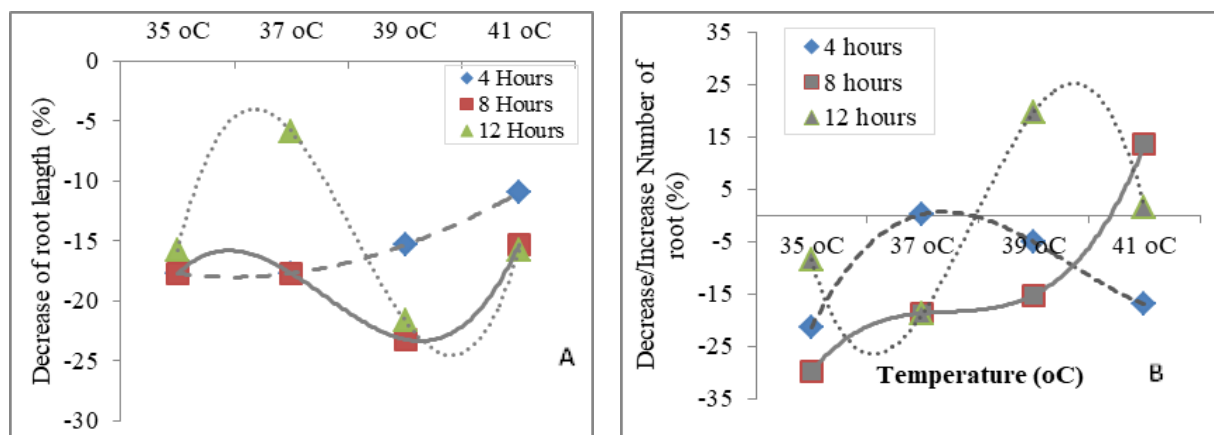 35 oC 37 oC 39 oC 41 oC
0
-5
-10
-15
-20
-25
-30
Decrease of root length (%)
4 Hours
8 Hours
12 Hours
A
35
25
15
5
-5
-15
-25
-35
Decrease/Increase Number of
root (%)
4 hours
8 hours
12 hours
35 oC 37 oC 39 oC 41 oC
Temperature (oC)
B